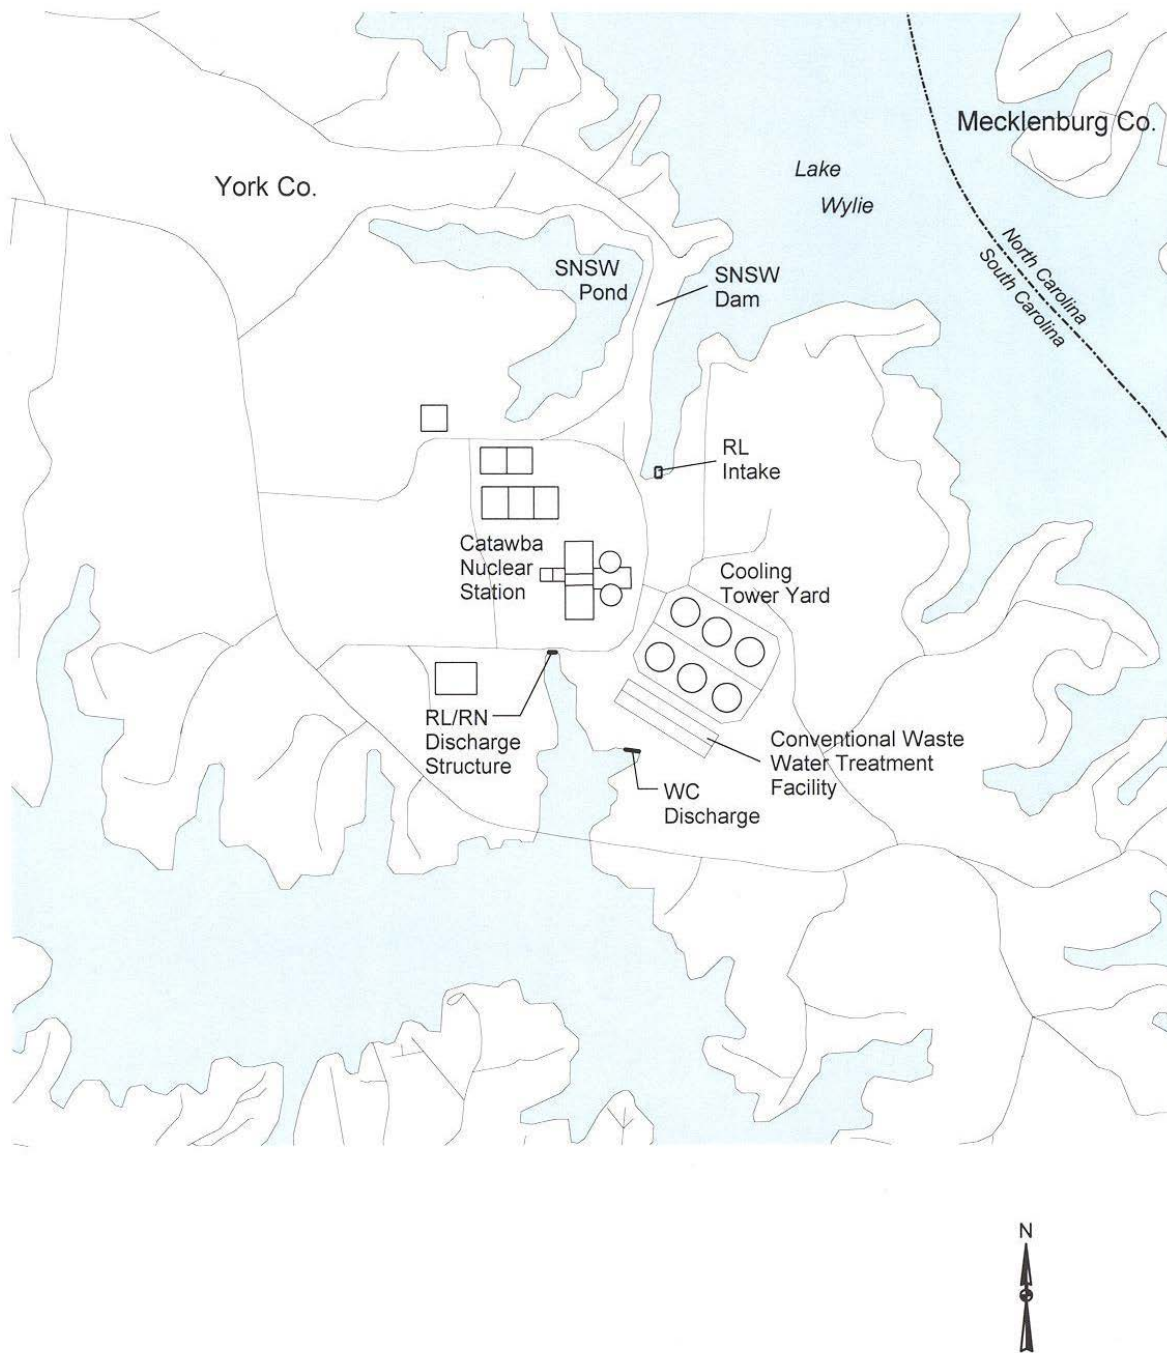 Mecklenburg Co.
Lake
Wylie
York Co.
North Carolina
South Carolina
SNSW
Pond
SNSW
Dam
RL
Intake
Catawba
Nuclear
Station
Cooling
Tower Yard
RL/RN
Discharge
Structure
Conventional Waste
Water Treatment
Facility
WC
Discharge
N